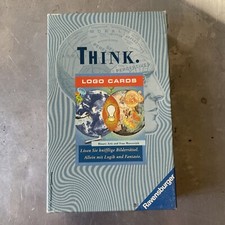 THINK.
LOGO CARDS
Lösen Sie knifflige Bilderrätsel.
Allein mit Logik und Fantasie.
Ravensburger